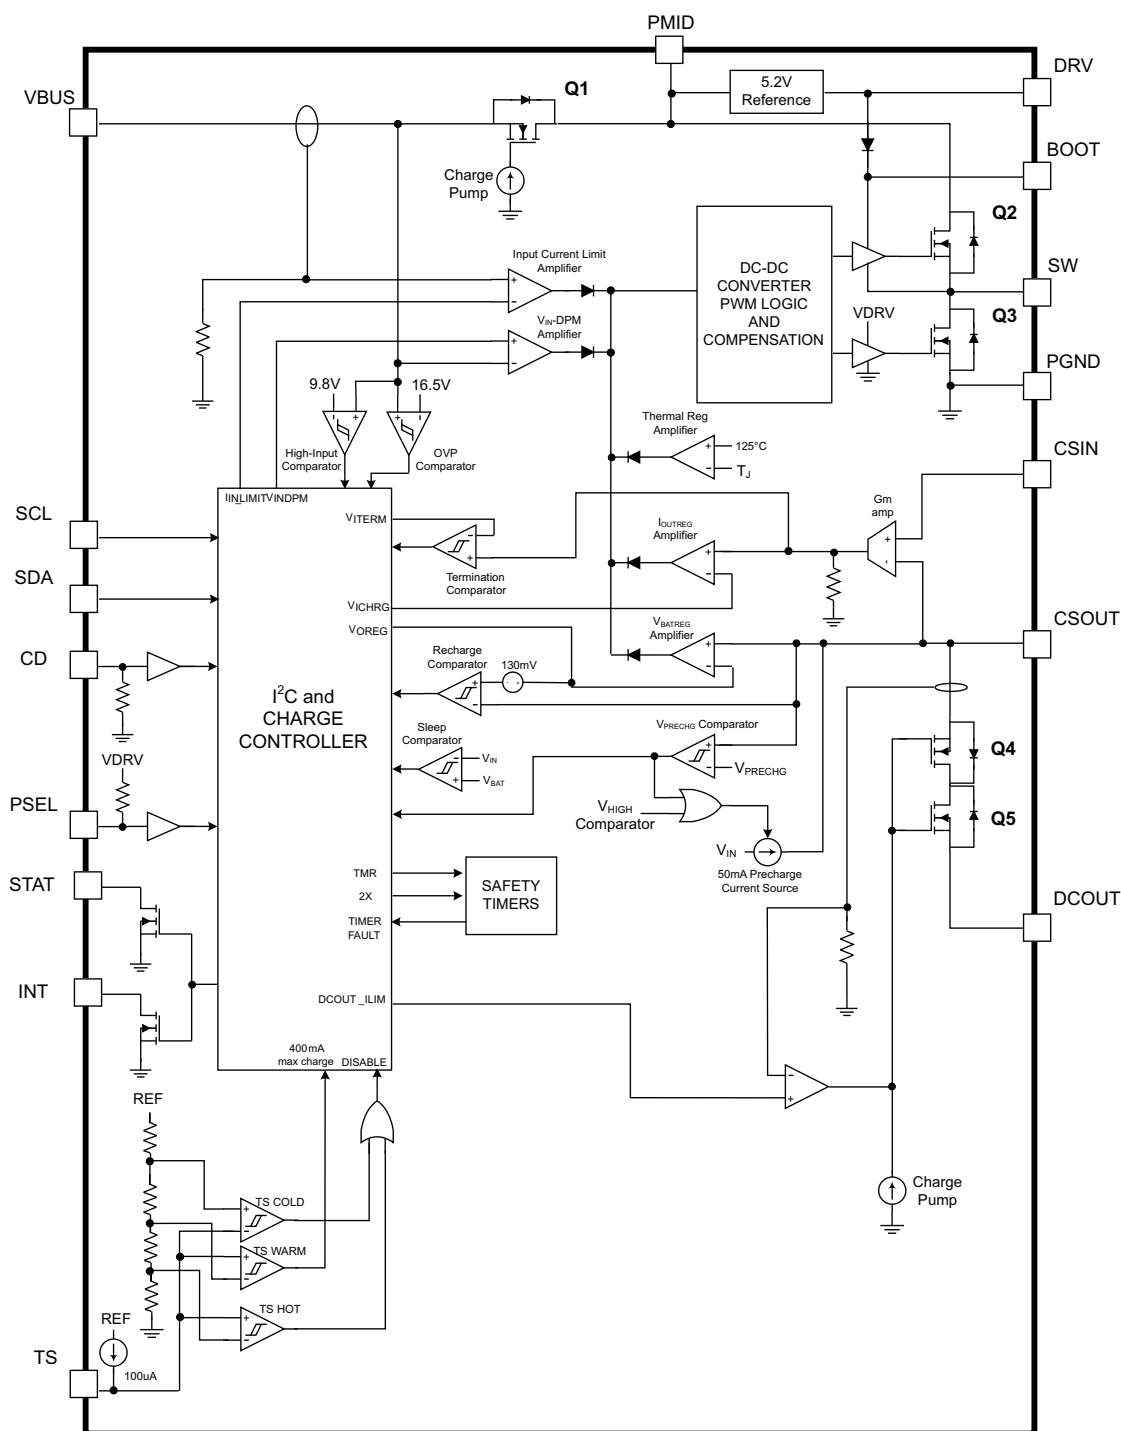 PMID
VBUS
Q1
5.2V
Reference
DRV
Charge
Pump
BOOT
Q2
Input Current Limit
Amplifier
+
-
DC-DC
CONVERTER
PWM LOGIC
AND
COMPENSATION
SW
VIN-DPM
Amplifier
+
-
VDRV
Q3
PGND
9.8V
16.5V
-
+
+
-
High-Input
Comparator
OVP
Comparator
Thermal Reg
Amplifier
+
125°C
-
TJ
CSIN
IIN_LIMIT
VINDPM
Gm
amp
+
-
SCL
VITERM
-
+
Termination Comparator
IOUTREG
Amplifier
+
-
SDA
VICHRG
VOREG
VBATREG
Amplifier
+
-
CSOUT
CD
Recharge
Comparator
130mV
+
-
I2C and
CHARGE
CONTROLLER
Sleep
Comparator
-
VIN
+
VBAT
VPRECHG Comparator
+
-
VPRECHG
Q4
VDRV
PSEL
VHIGH
Comparator
VIN
50mA Precharge
Current Source
Q5
STAT
TMR
2X
TIMER
FAULT
SAFETY
TIMERS
DCOUT
INT
DCOUT_ILIM
400mA
max charge
DISABLE
-
+
REF
TS COLD
+
-
TS WARM
+
-
TS HOT
+
-
Charge
Pump
REF
TS
100uA